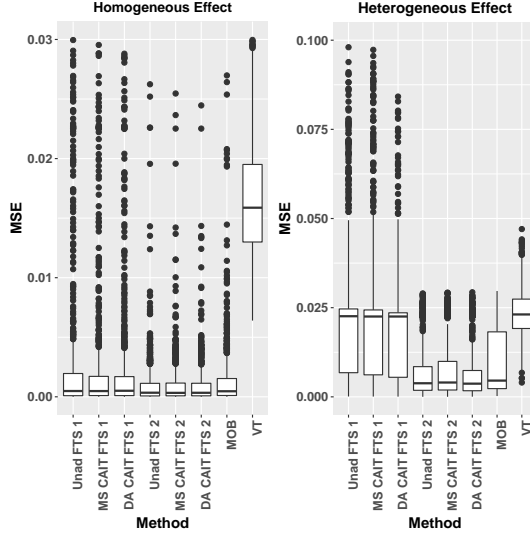 Homogeneous Effect
MSE
0.03
0.02
0.01
0.00
Unad FTS 1
MS CAIT FTS 1
DA CAIT FTS 1
Unad FTS 2
MS CAIT FTS 2
DA CAIT FTS 2
MOB
VT
Method
Heterogeneous Effect
MSE
0.100
0.075
0.050
0.025
0.000
Unad FTS 1
MS CAIT FTS 1
DA CAIT FTS 1
Unad FTS 2
MS CAIT FTS 2
DA CAIT FTS 2
MOB
VT
Method